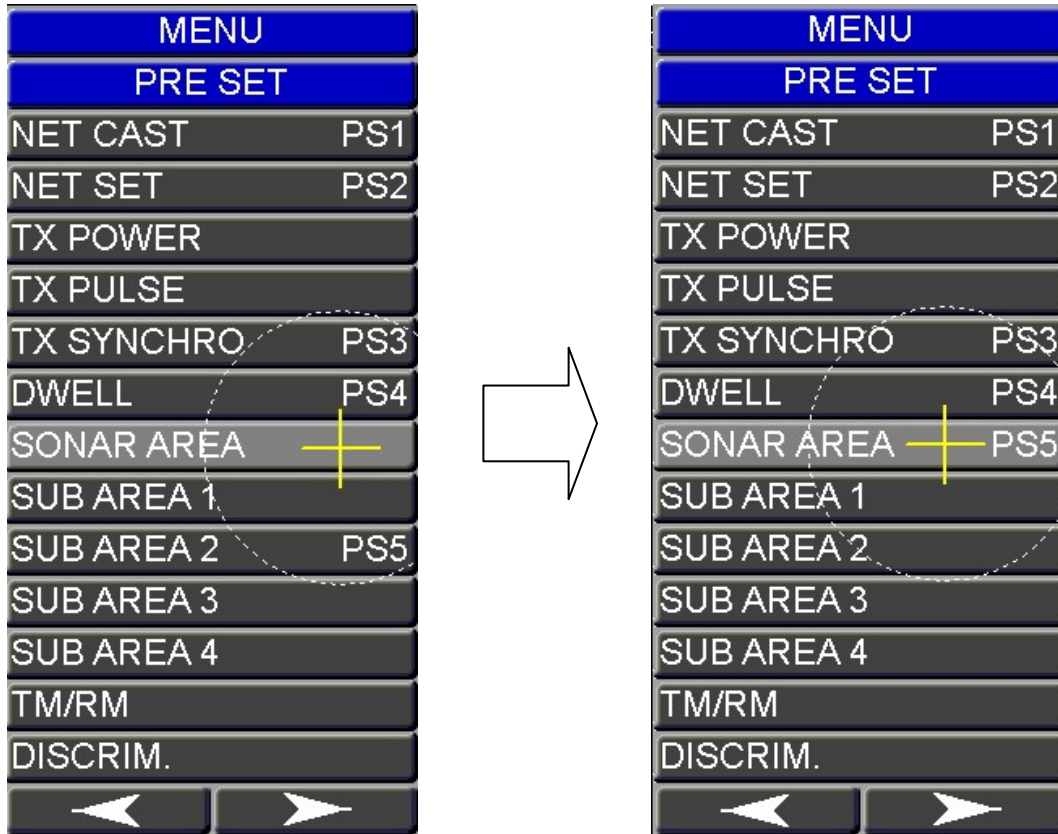 MENU
PRE SET
NET CAST PS1
NET SET PS2
TX POWER
TX PULSE
TX SYNCHRO PS3
DWELL PS4
SONAR AREA
SUB AREA 1
SUB AREA 2 PS5
SUB AREA 3
SUB AREA 4
TM/RM
DISCRIM.
MENU
PRE SET
NET CAST PS1
NET SET PS2
TX POWER
TX PULSE
TX SYNCHRO PS3
DWELL PS4
SONAR AREA PS5
SUB AREA 1
SUB AREA 2
SUB AREA 3
SUB AREA 4
TM/RM
DISCRIM.